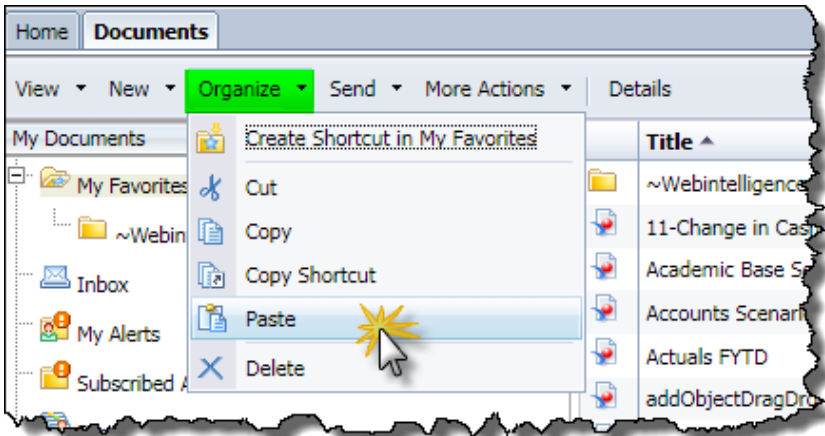 Home Documents
View New Organize Send More Actions Details
My Documents
Create Shortcut in My Favorites
Title
My Favorites
Cut
~Webintelligence
~Webin
Copy
11-Change in Cas
Inbox
Copy Shortcut
Academic Base
My Alerts
Paste
Accounts Scenari
Subscribed
Delete
Actuals FYTD
addObjectDragDro